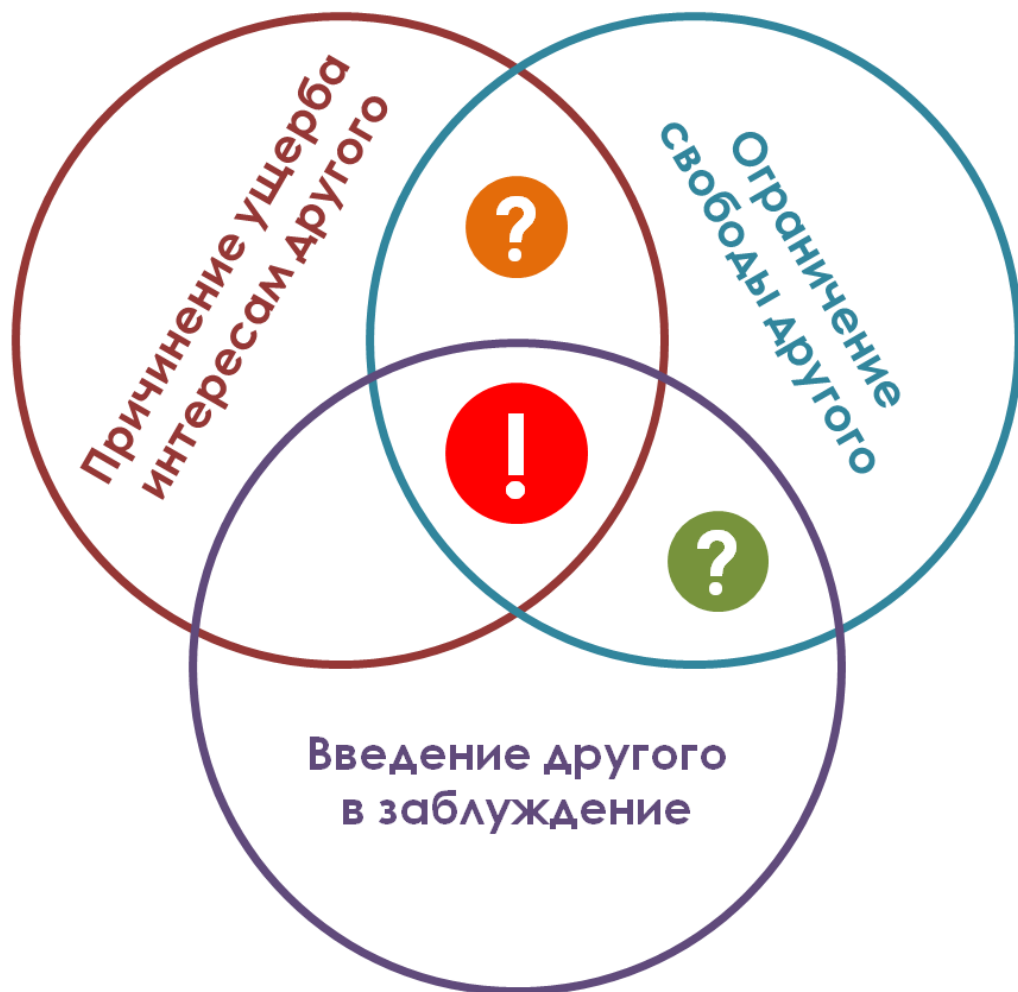 Причинение ущерба
интересам другого
Ограничение
свободы другого
?
!
?
Введение другого
в заблуждение